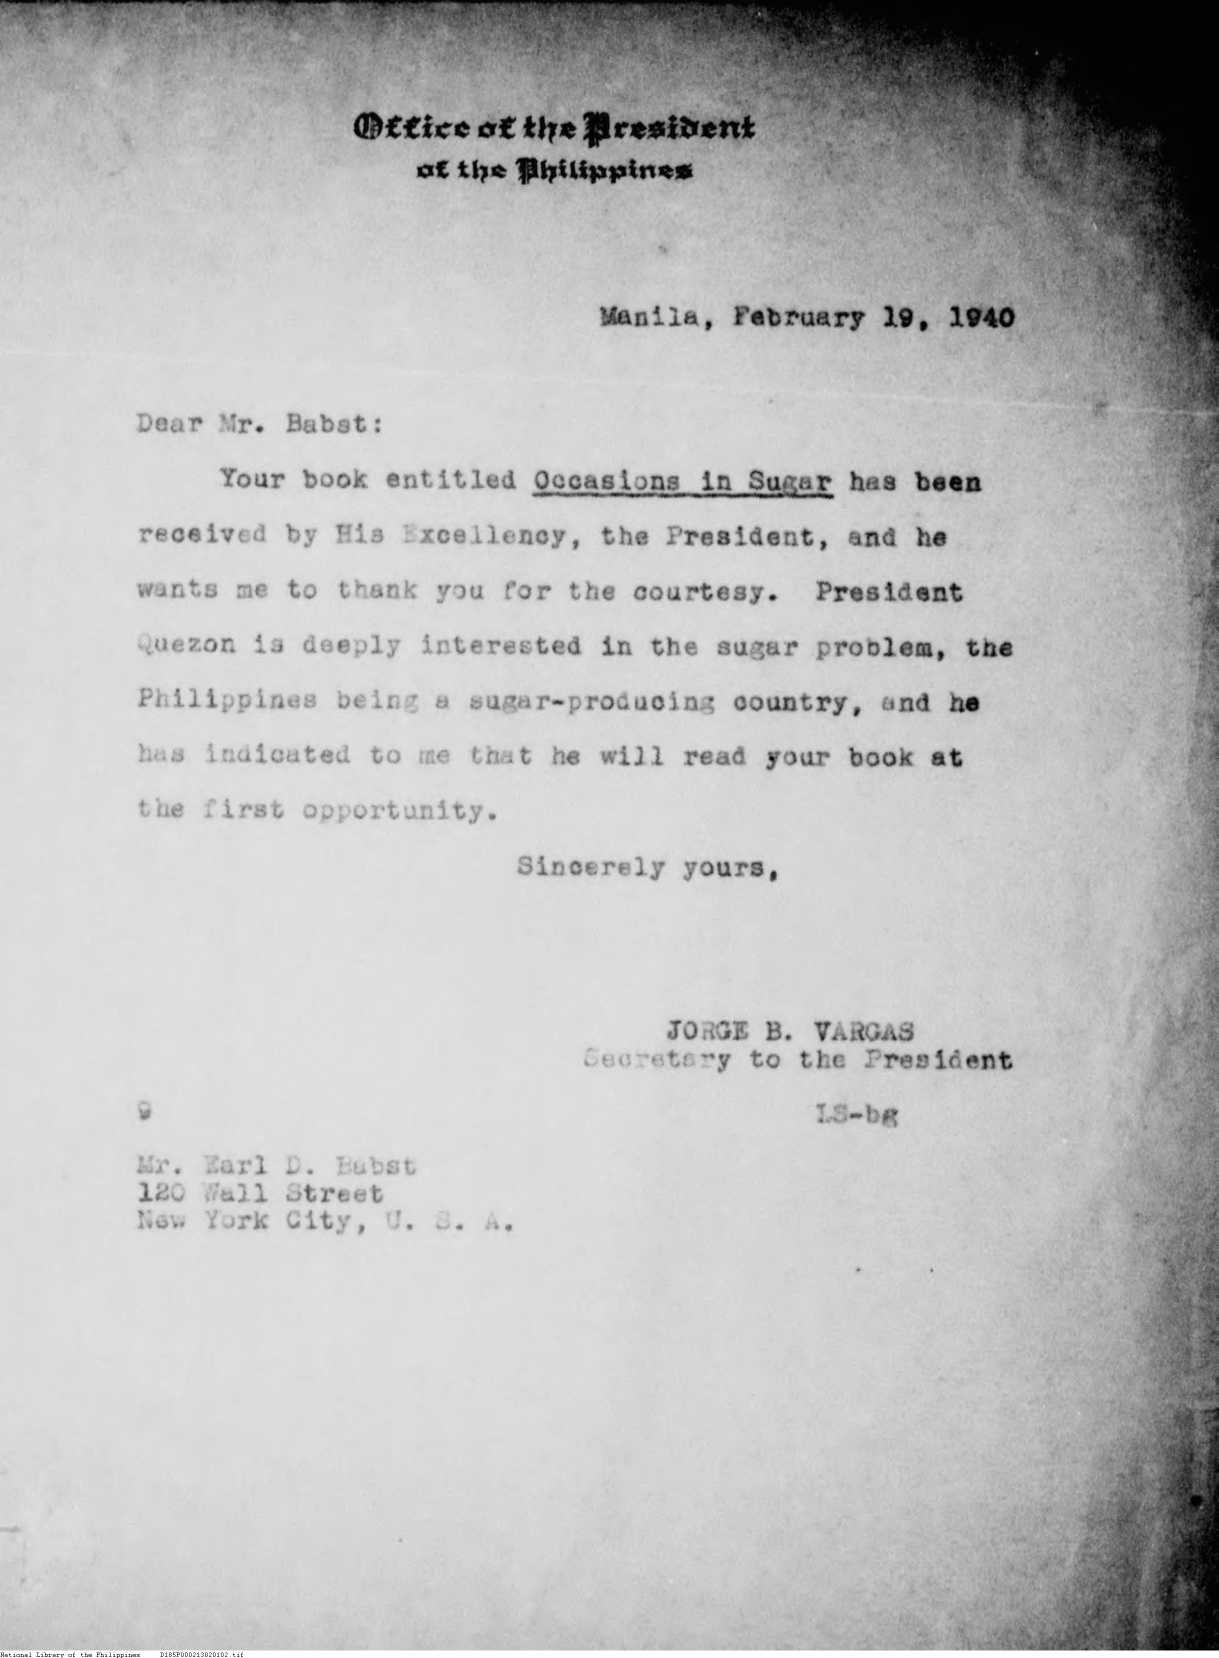 Office of the President
of the Philippines
Manila, February 19, 1940
Dear Mr. Babst:
Your book entitled Occasions in Sugar has been
received by His Excellency, the President, and he
wants me to thank you for the courtesy. President
Quezon is deeply interested in the sugar problem, the
Philippines being a sugar-producing country, and he
has indicated to me that he will read your book at
the first opportunity.
Sincerely yours,
JORGE B. VARGAS
Secretary to the President
9
LS-bg
Mr. Earl D. Babst
120 Wall Street
New York City, U. S. A.
National Library of the Philippines D185P000213020102.tif